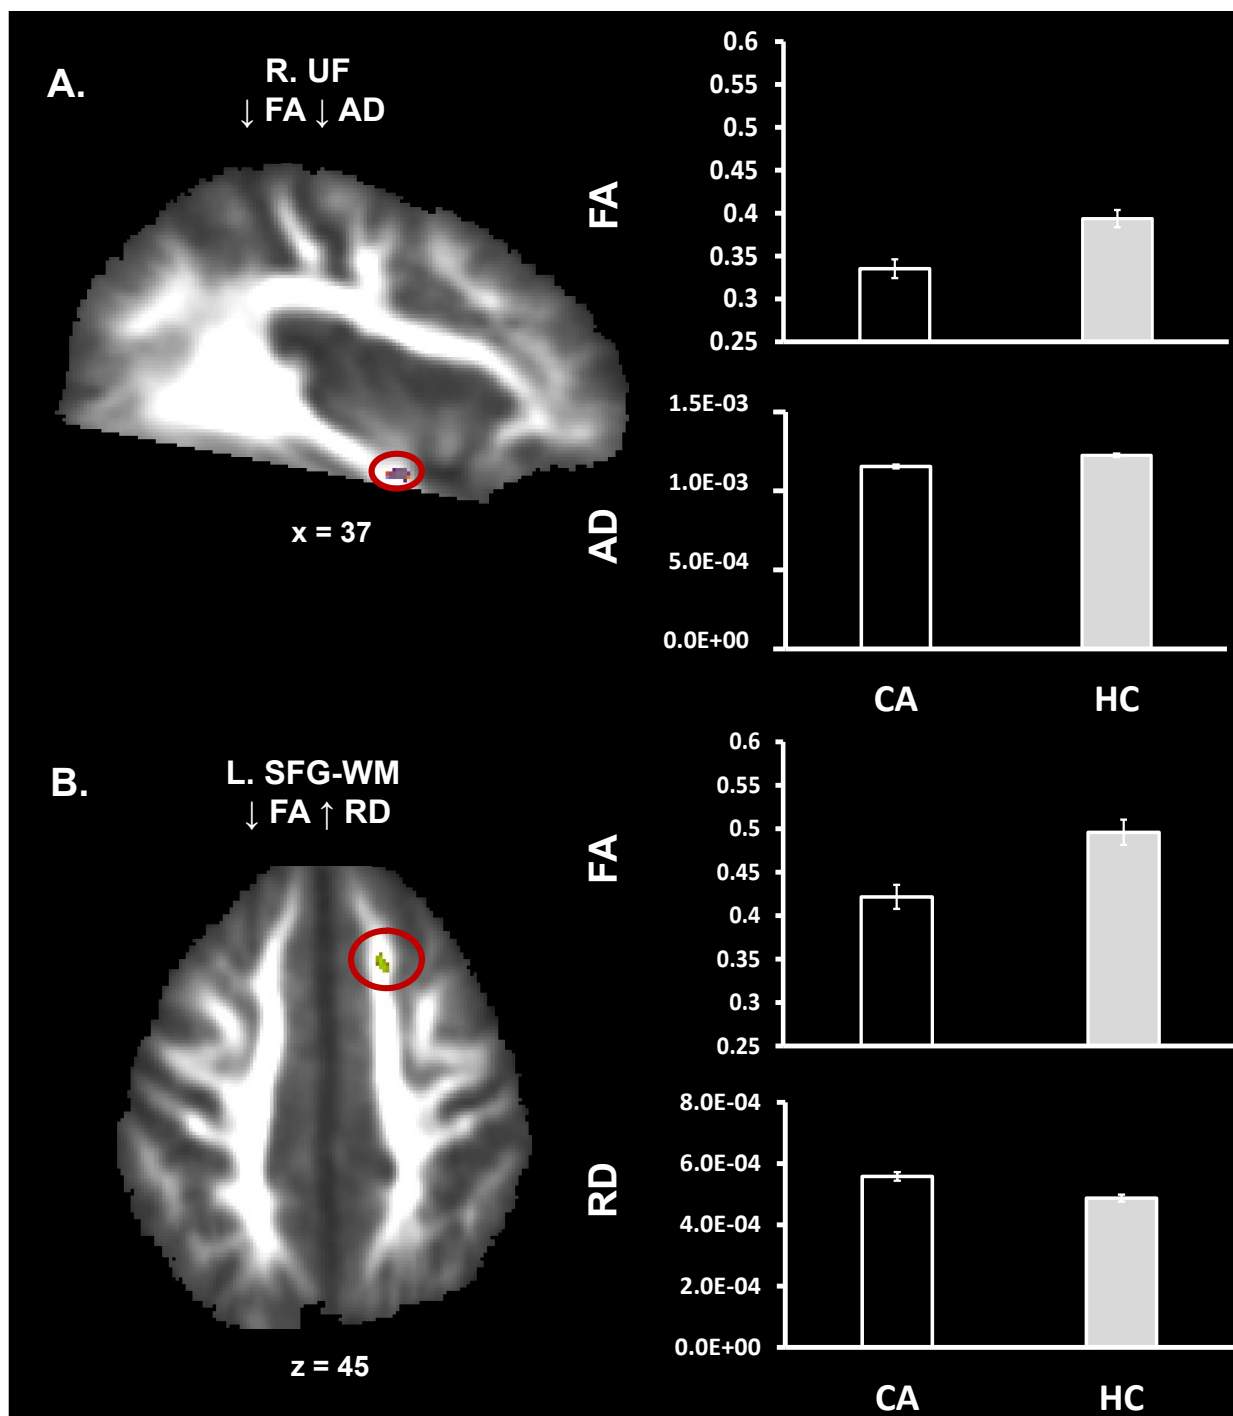 A.
R. UF
↓ FA ↓ AD
x = 37
FA
0.6
0.55
0.5
0.45
0.4
0.35
0.3
0.25
AD
1.5E-03
1.0E-03
5.0E-04
0.0E+00
CA HC
B.
L. SFG-WM
↓ FA ↑ RD
z = 45
FA
0.6
0.5
0.45
0.4
0.35
0.3
0.25
RD
8.0E-04
6.0E-04
4.0E-04
2.0E-04
0.0E+00
CA HC